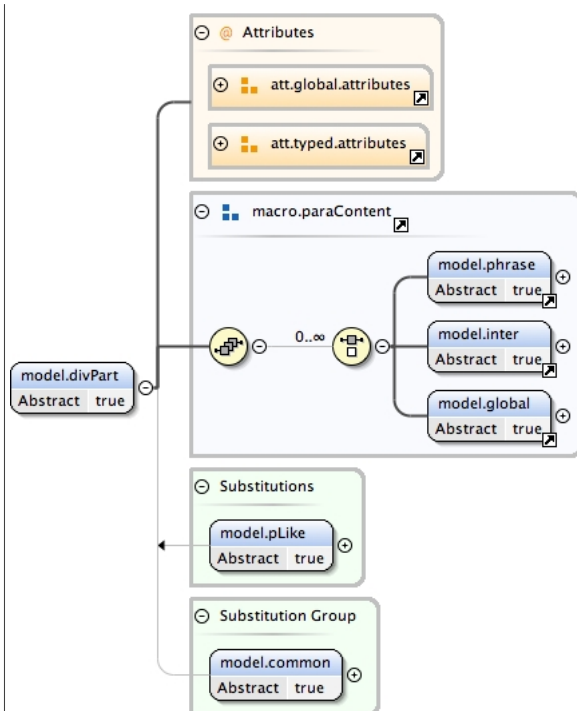 @ Attributes
att.global.attributes
att.typed.attributes
macro.paraContent
model.phrase
Abstract true
0..∞
model.inter
Abstract true
model.divPart
Abstract true
model.global
Abstract true
Substitutions
model.pLike
Abstract true
Substitution Group
model.common
Abstract true